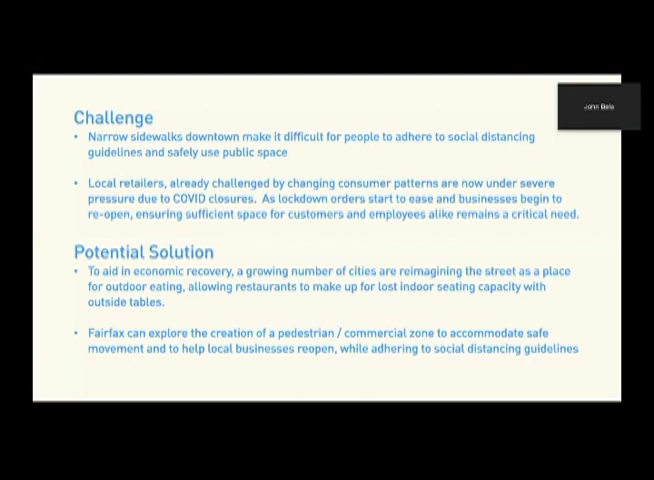 Challenge
• Narrow sidewalks downtown make it difficult for people to adhere to social distancing
guidelines and safely use public space
• Local retailers, already challenged by changing consumer patterns are now under severe
pressure due to COVID closures. As lockdown orders start to ease and businesses begin to
re-open, ensuring sufficient space for customers and employees alike remains a critical need.
Potential Solution
• To aid in economic recovery, a growing number of cities are reimagining the street as a place
for outdoor eating, allowing restaurants to make up for lost indoor seating capacity with
outside tables.
• Fairfax can explore the creation of a pedestrian / commercial zone to accommodate safe
movement and to help local businesses reopen, while adhering to social distancing guidelines
John Bela